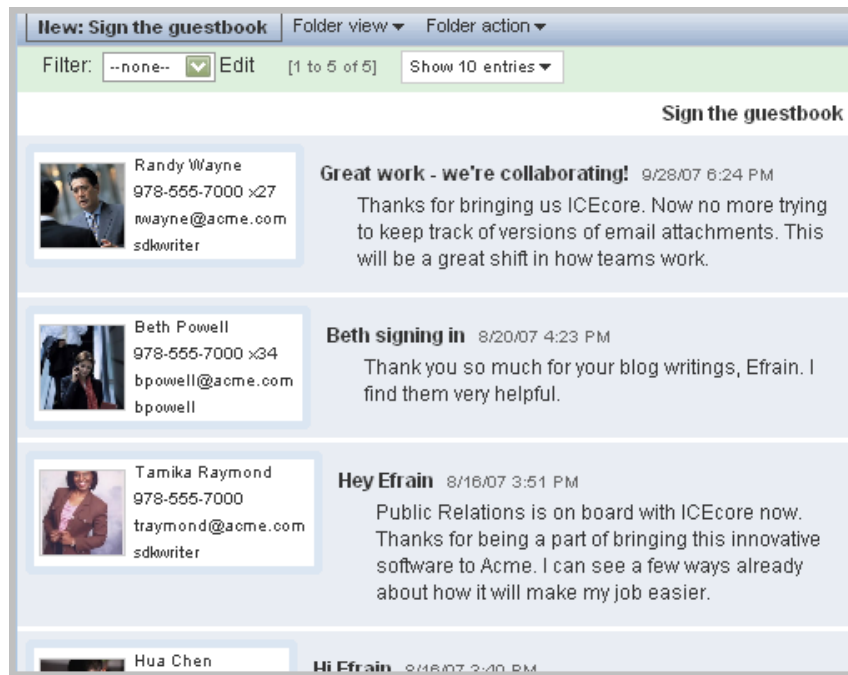 New: Sign the guestbook Folder view Folder action
Filter: --none-- Edit [1 to 5 of 5] Show 10 entries
Sign the guestbook
Randy Wayne
978-555-7000 x27
rwayne@acme.com
sdkwriter
Great work - we're collaborating! 9/28/07 6:24 PM
Thanks for bringing us ICEcore. Now no more trying
to keep track of versions of email attachments. This
will be a great shift in how teams work.
Beth Powell
978-555-7000 x34
bpowell@acme.com
bpowell
Beth signing in 8/20/07 4:23 PM
Thank you so much for your blog writings, Efrain. I
find them very helpful.
Tamika Raymond
978-555-7000
traymond@acme.com
sdkwriter
Hey Efrain 8/16/07 3:51 PM
Public Relations is on board with ICEcore now.
Thanks for being a part of bringing this innovative
software to Acme. I can see a few ways already
about how it will make my job easier.
Hua Chen
Hi Efrain 8/16/07 3:40 PM